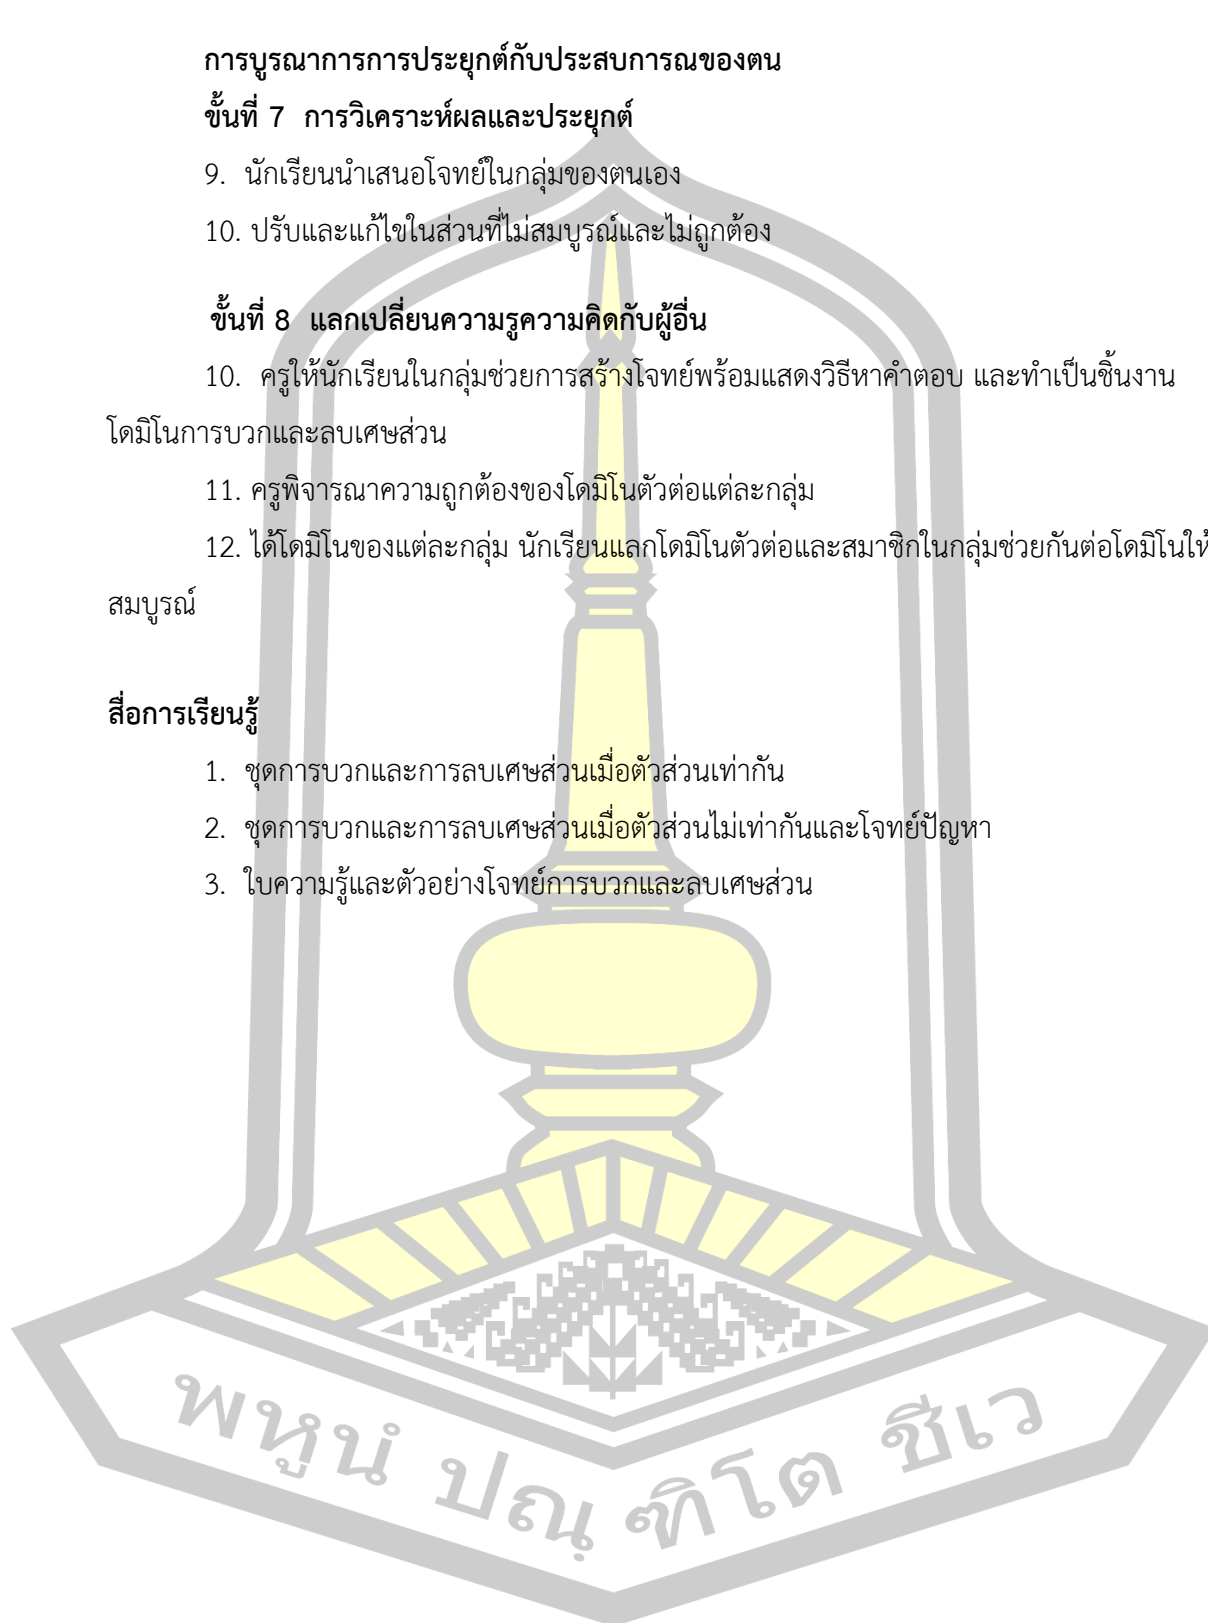 การบูรณาการการประยุกต์กับประสบการณของตน
ขั้นที่ 7 การวิเคราะห์ผลและประยุกต์
9. นักเรียนนำเสนอโจทย์ในกลุ่มของตนเอง
10. ปรับและแก้ไขในส่วนที่ไม่สมบูรณ์และไม่ถูกต้อง
ขั้นที่ 8 แลกเปลี่ยนความรูความคิดกับผู้อื่น
10. ครูให้นักเรียนในกลุ่มช่วยการสร้างโจทย์พร้อมแสดงวิธีหาคำตอบ และทำเป็นชิ้นงาน
โดมิโนการบวกและลบเศษส่วน
11. ครูพิจารณาความถูกต้องของโดมิโนตัวต่อแต่ละกลุ่ม
12. ได้โดมิโนของแต่ละกลุ่ม นักเรียนแลกโดมิโนตัวต่อและสมาชิกในกลุ่มช่วยกันต่อโดมิโนให้
สมบูรณ์
สื่อการเรียนรู้
1. ชุดการบวกและการลบเศษส่วนเมื่อตัวส่วนเท่ากัน
2. ชุดการบวกและการลบเศษส่วนเมื่อตัวส่วนไม่เท่ากันและโจทย์ปัญหา
3. ใบความรู้และตัวอย่างโจทย์การบวกและลบเศษส่วน
พหูนํ ปณฺ ฑิโต ชีเว